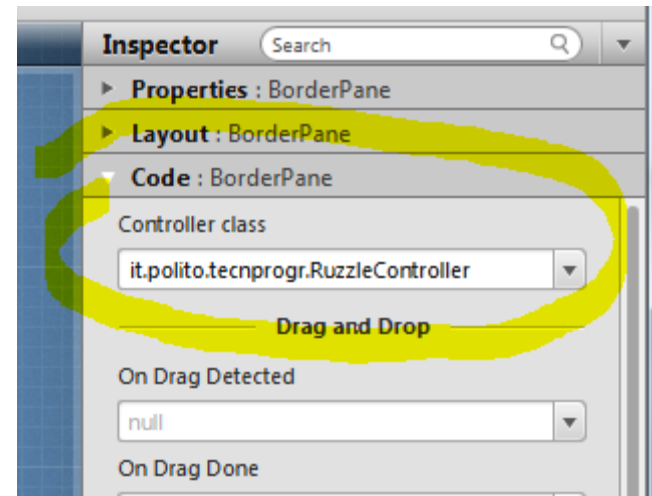 Inspector Search
Properties : BorderPane
Layout : BorderPane
Code : BorderPane
Controller class
it.polito.tecnprogr.RuzzleController
Drag and Drop
On Drag Detected
null
On Drag Done